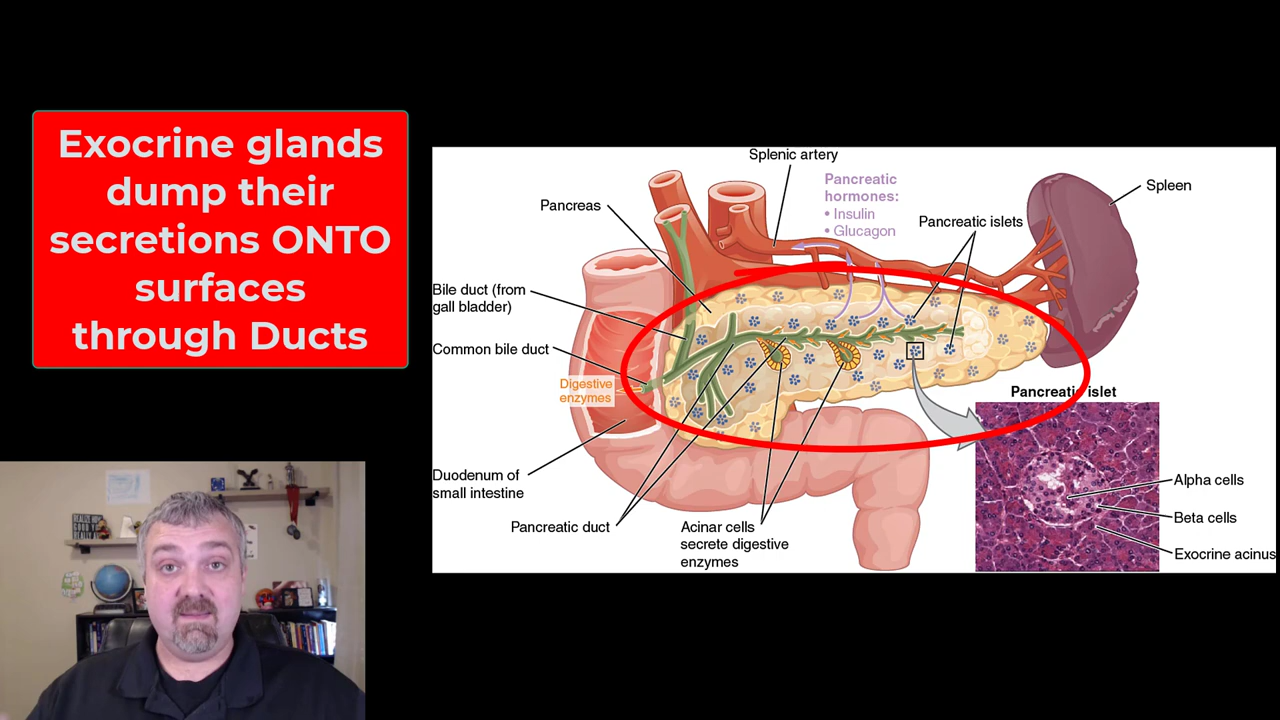 Exocrine glands
dump their
secretions ONTO
surfaces
through Ducts
Splenic artery
Pancreatic
hormones:
• Insulin
• Glucagon
Spleen
Pancreas
Pancreatic islets
Bile duct (from
gall bladder)
Common bile duct
Digestive
enzymes
Pancreatic islet
Duodenum of
small intestine
Pancreatic duct
Acinar cells
secrete digestive
enzymes
Alpha cells
Beta cells
Exocrine acinus